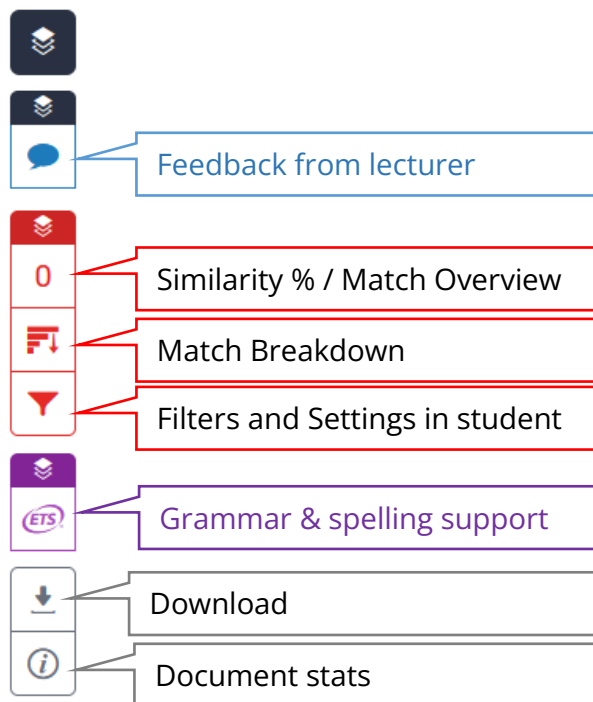 Feedback from lecturer
0
Similarity % / Match Overview
Match Breakdown
Filters and Settings in student
ETS
Grammar & spelling support
Download
i
Document stats